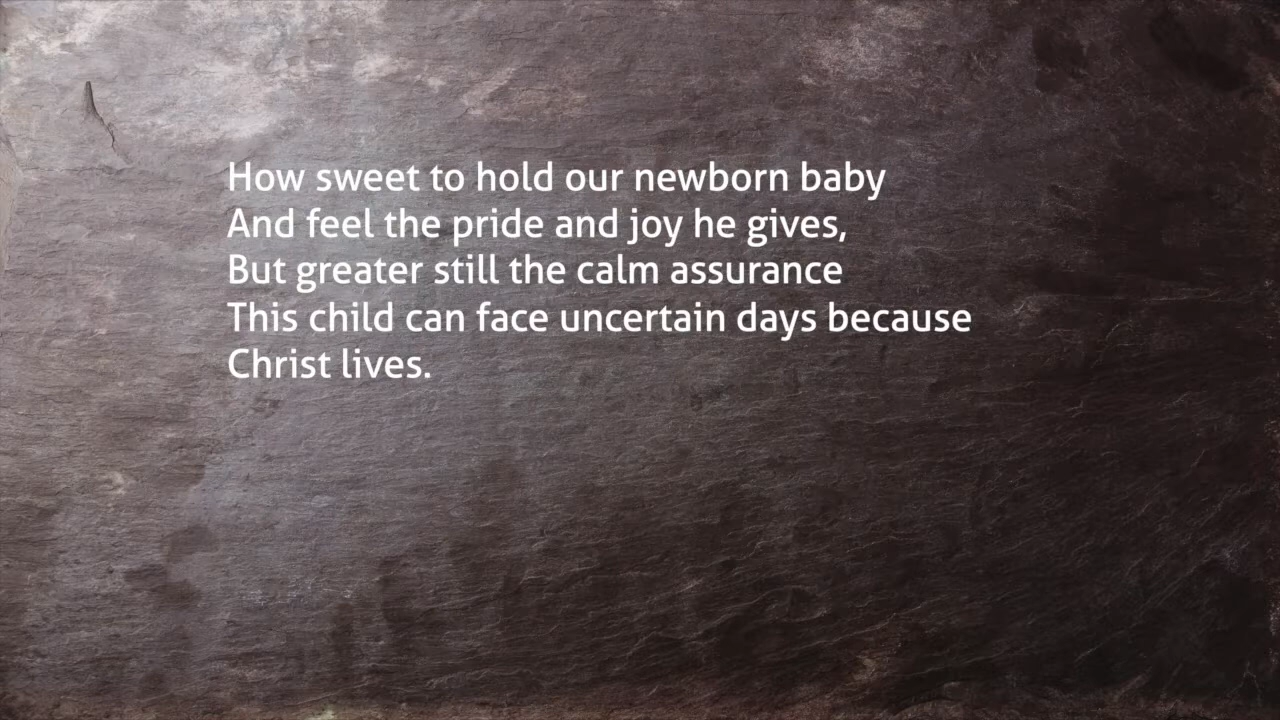 How sweet to hold our newborn baby
And feel the pride and joy he gives,
But greater still the calm assurance
This child can face uncertain days because
Christ lives.